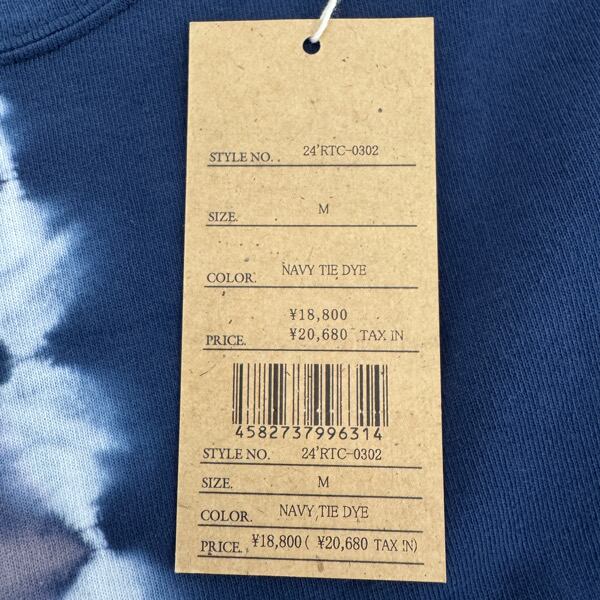 STYLE NO. . 24'RTC-0302
SIZE. M
COLOR. NAVY TIE DYE
¥18,800
PRICE. ¥20,680 TAX IN
4582737996314
STYLE NO. 24'RTC-0302
SIZE. M
COLOR. NAVY TIE DYE
PRICE. ¥18,800 ( ¥20,680 TAX IN)